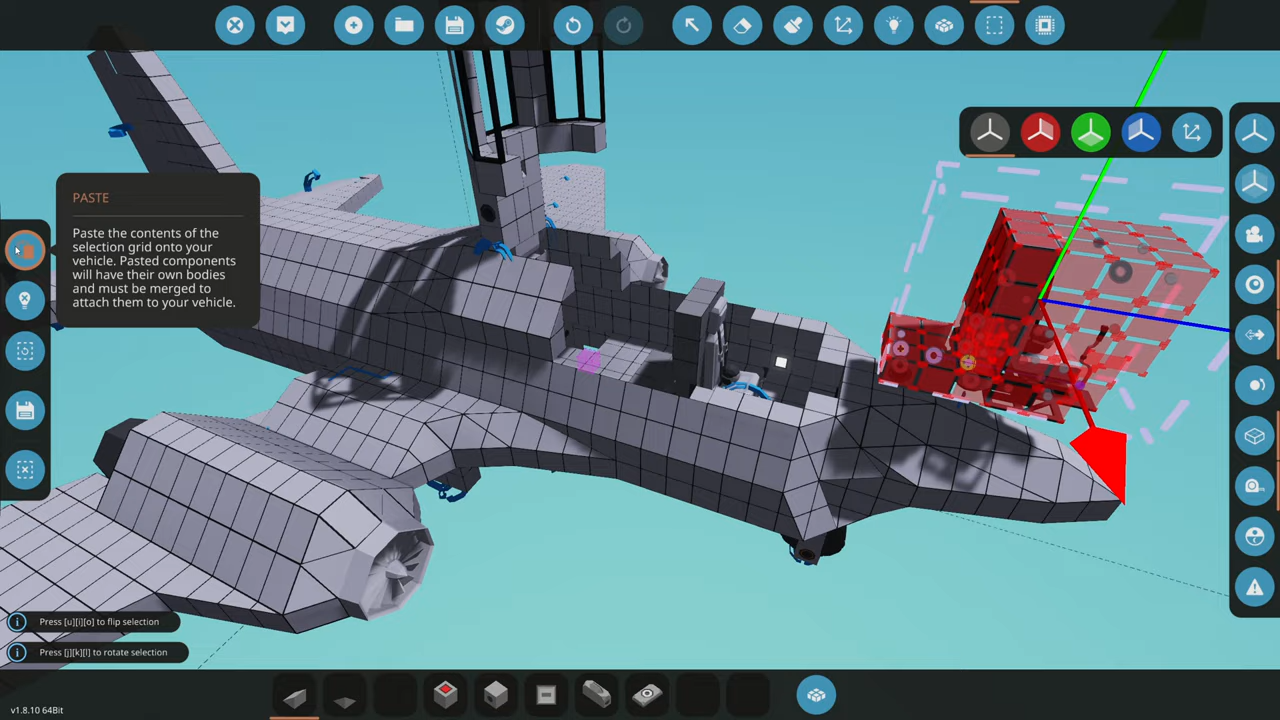 PASTE
Paste the contents of the
selection grid onto your
vehicle. Pasted components
will have their own bodies
and must be merged to
attach them to your vehicle.
Press [u][i][o] to flip selection
Press [j][k][l] to rotate selection
v1.8.10 64Bit